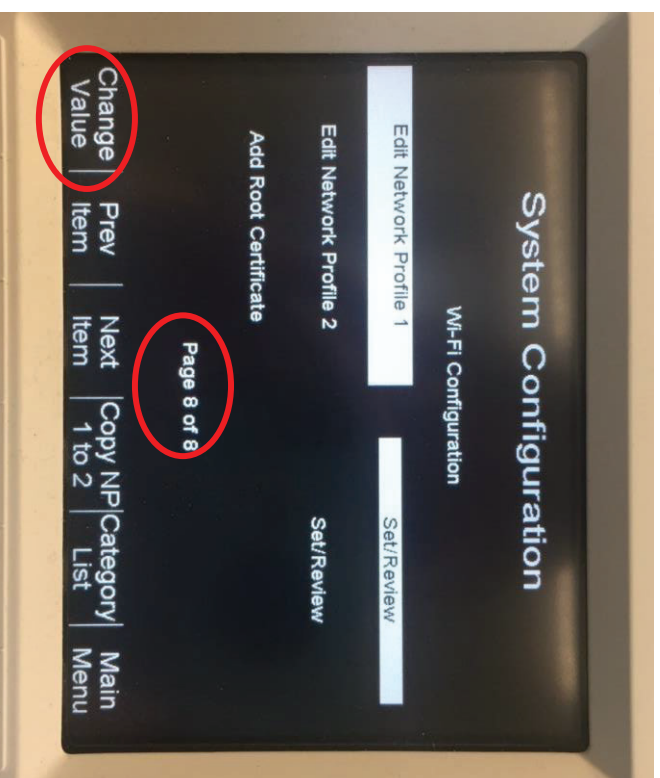 System Configuration
Wi-Fi Configuration
Edit Network Profile 1 Set/Review
Edit Network Profile 2 Set/Review
Add Root Certificate
Page 8 of 8
Change Value | Prev Item | Next Item | Copy NP 1 to 2 | Category List | Main Menu